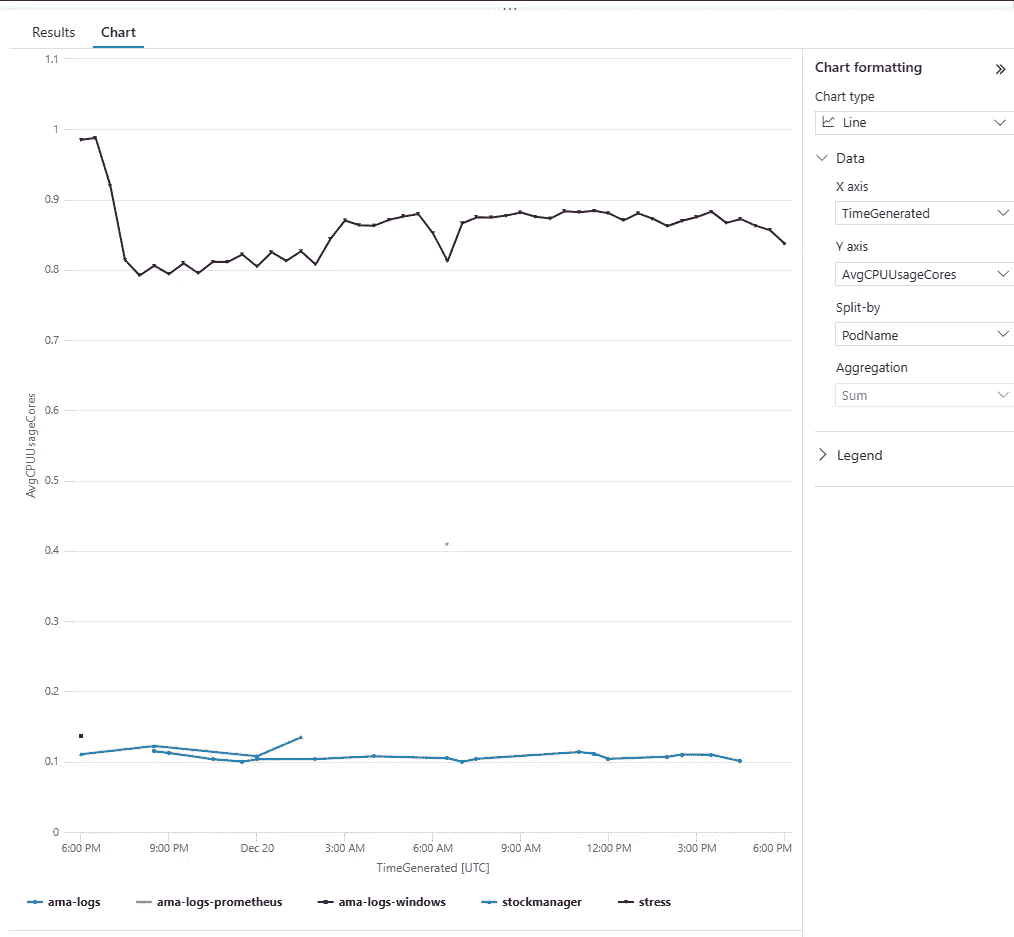 ...
Results Chart
1.1
1
0.9
0.8
0.7
0.6
0.5
0.4
0.3
0.2
0.1
0
AvgCPUUsageCores
6:00 PM 9:00 PM Dec 20 3:00 AM 6:00 AM 9:00 AM 12:00 PM 3:00 PM 6:00 PM
TimeGenerated [UTC]
ama-logs ama-logs-prometheus ama-logs-windows stockmanager stress
Chart formatting
Chart type
Line
Data
X axis
TimeGenerated
Y axis
AvgCPUUsageCores
Split-by
PodName
Aggregation
Sum
Legend